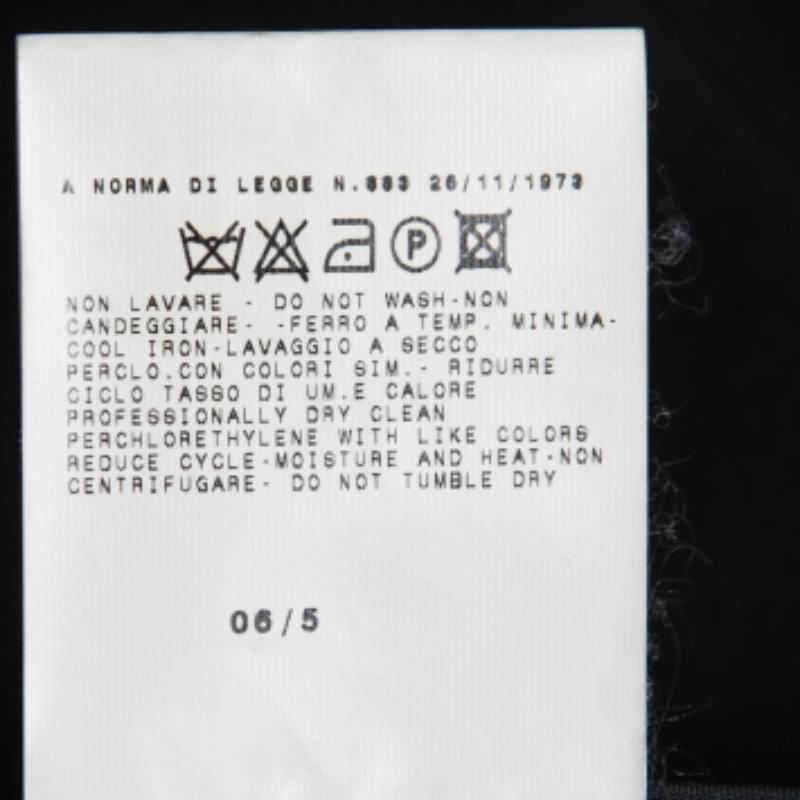 A NORMA DI LEGGE N.883 26/11/1973
P
NON LAVARE - DO NOT WASH-NON
CANDEGGIARE- -FERRO A TEMP. MINIMA-
COOL IRON-LAVAGGIO A SECCO
PERCLO.CON COLORI SIM.- RIDURRE
CICLO TASSO DI UM.E CALORE
PROFESSIONALLY DRY CLEAN
PERCHLORETHYLENE WITH LIKE COLORS
REDUCE CYCLE-MOISTURE AND HEAT-NON
CENTRIFUGARE- DO NOT TUMBLE DRY
06/5